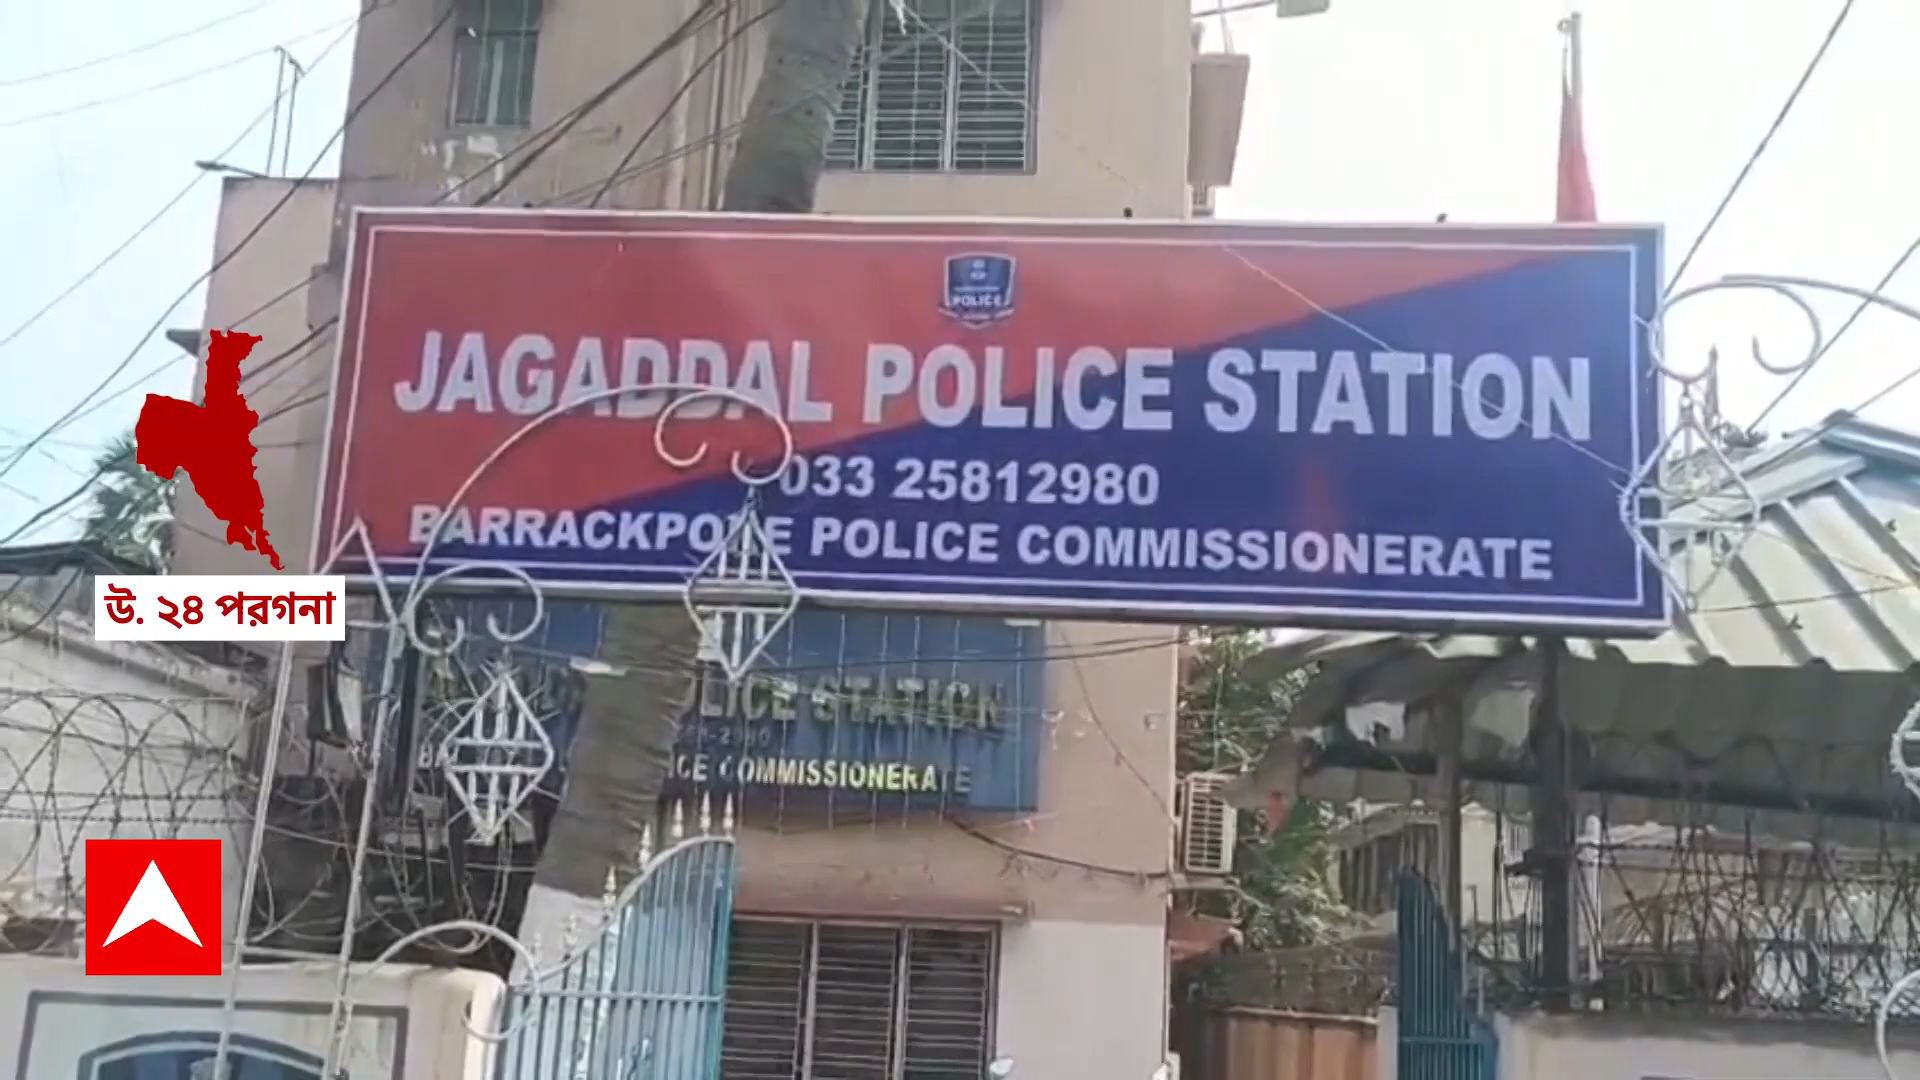 POLICE
JAGADDAL POLICE STATION
033 25812980
BARRACKPORE POLICE COMMISSIONERATE
উ. ২৪ পরগনা
POLICE STATION
COMMISSIONERATE